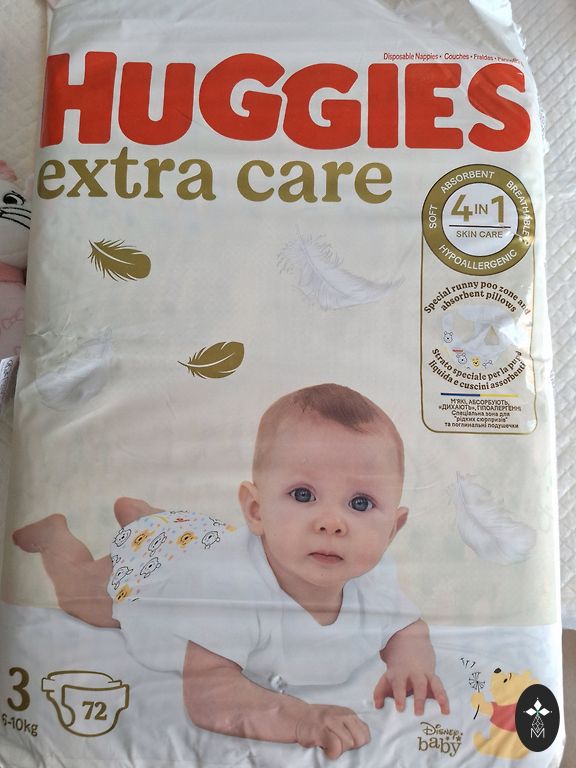 Disposable Nappies • Couches • Fraldas •
HUGGIES
extra care
SOFT ABSORBENT BREATHABLE
4 IN 1
SKIN CARE
HYPOALLERGENIC
Special runny poo zone and
absorbent pillows
Strato speciale per la pupù
liquida e cuscini assorbenti
М'ЯКІ, АБСОРБУЮТЬ,
«ДИХАЮТЬ», ГІПОАЛЕРГЕННІ
Спеціальна зона для
"рідких сюрпризів"
та поглинальні подушечки
3
6-10kg
72
Disney
baby
M